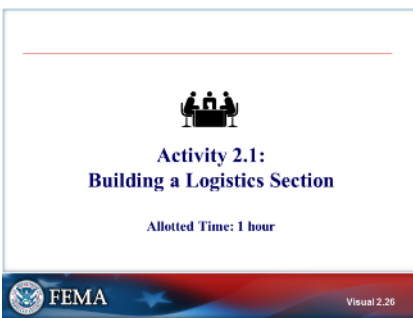 Activity 2.1:
Building a Logistics Section
Allotted Time: 1 hour
FEMA
Visual 2.26